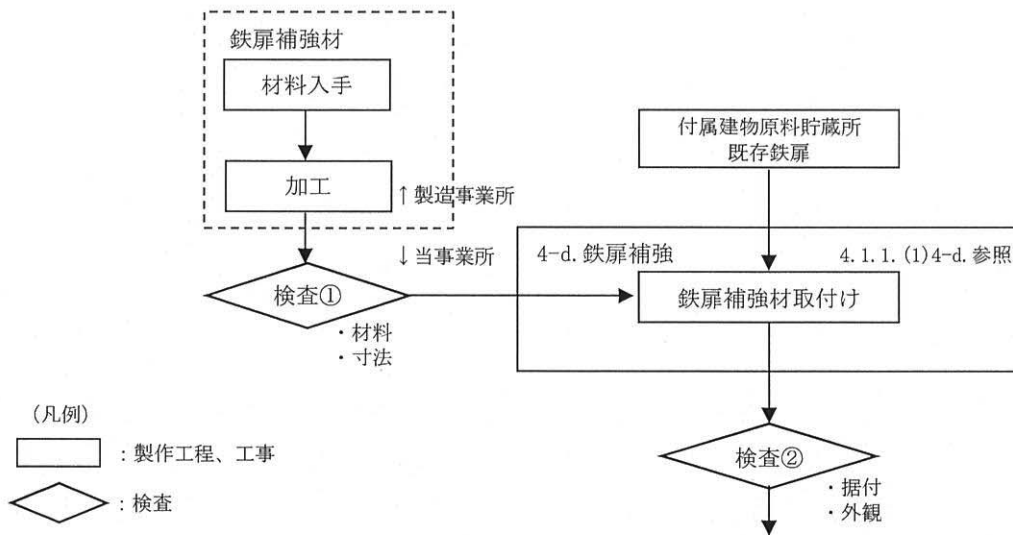 鉄扉補強材
材料入手
加工
↑製造事業所
↓当事業所
検査①
・材料
・寸法
付属建物原料貯蔵所
既存鉄扉
4-d. 鉄扉補強
4.1.1.(1)4-d.参照
鉄扉補強材取付け
検査②
・据付
・外観
(凡例)
：製作工程、工事
：検査